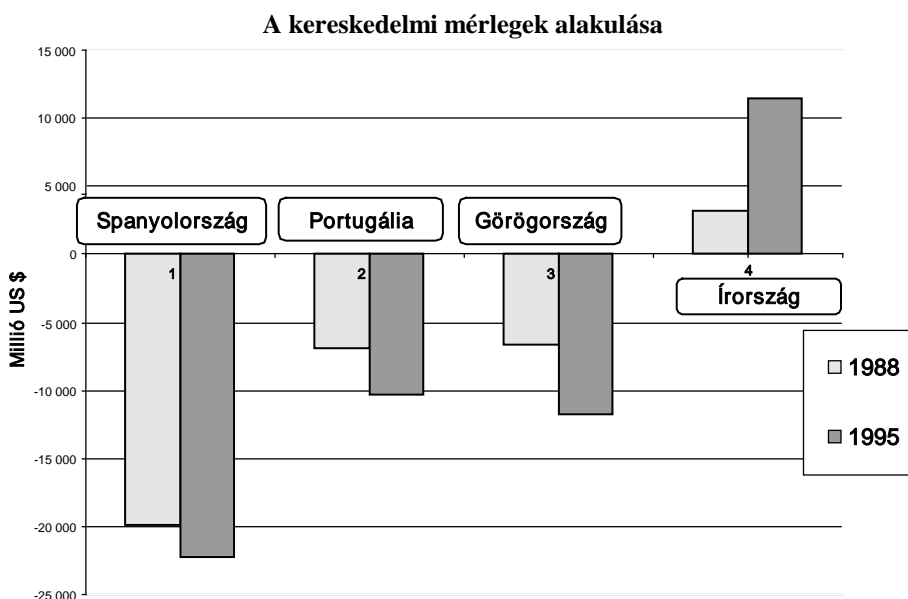 A kereskedelmi mérlegek alakulása
15 000
10 000
5 000
0
-5 000
-10 000
-15 000
-20 000
-25 000
Millió US $
Spanyolország
Portugália
Görögország
Írország
1
2
3
4
1988
1995